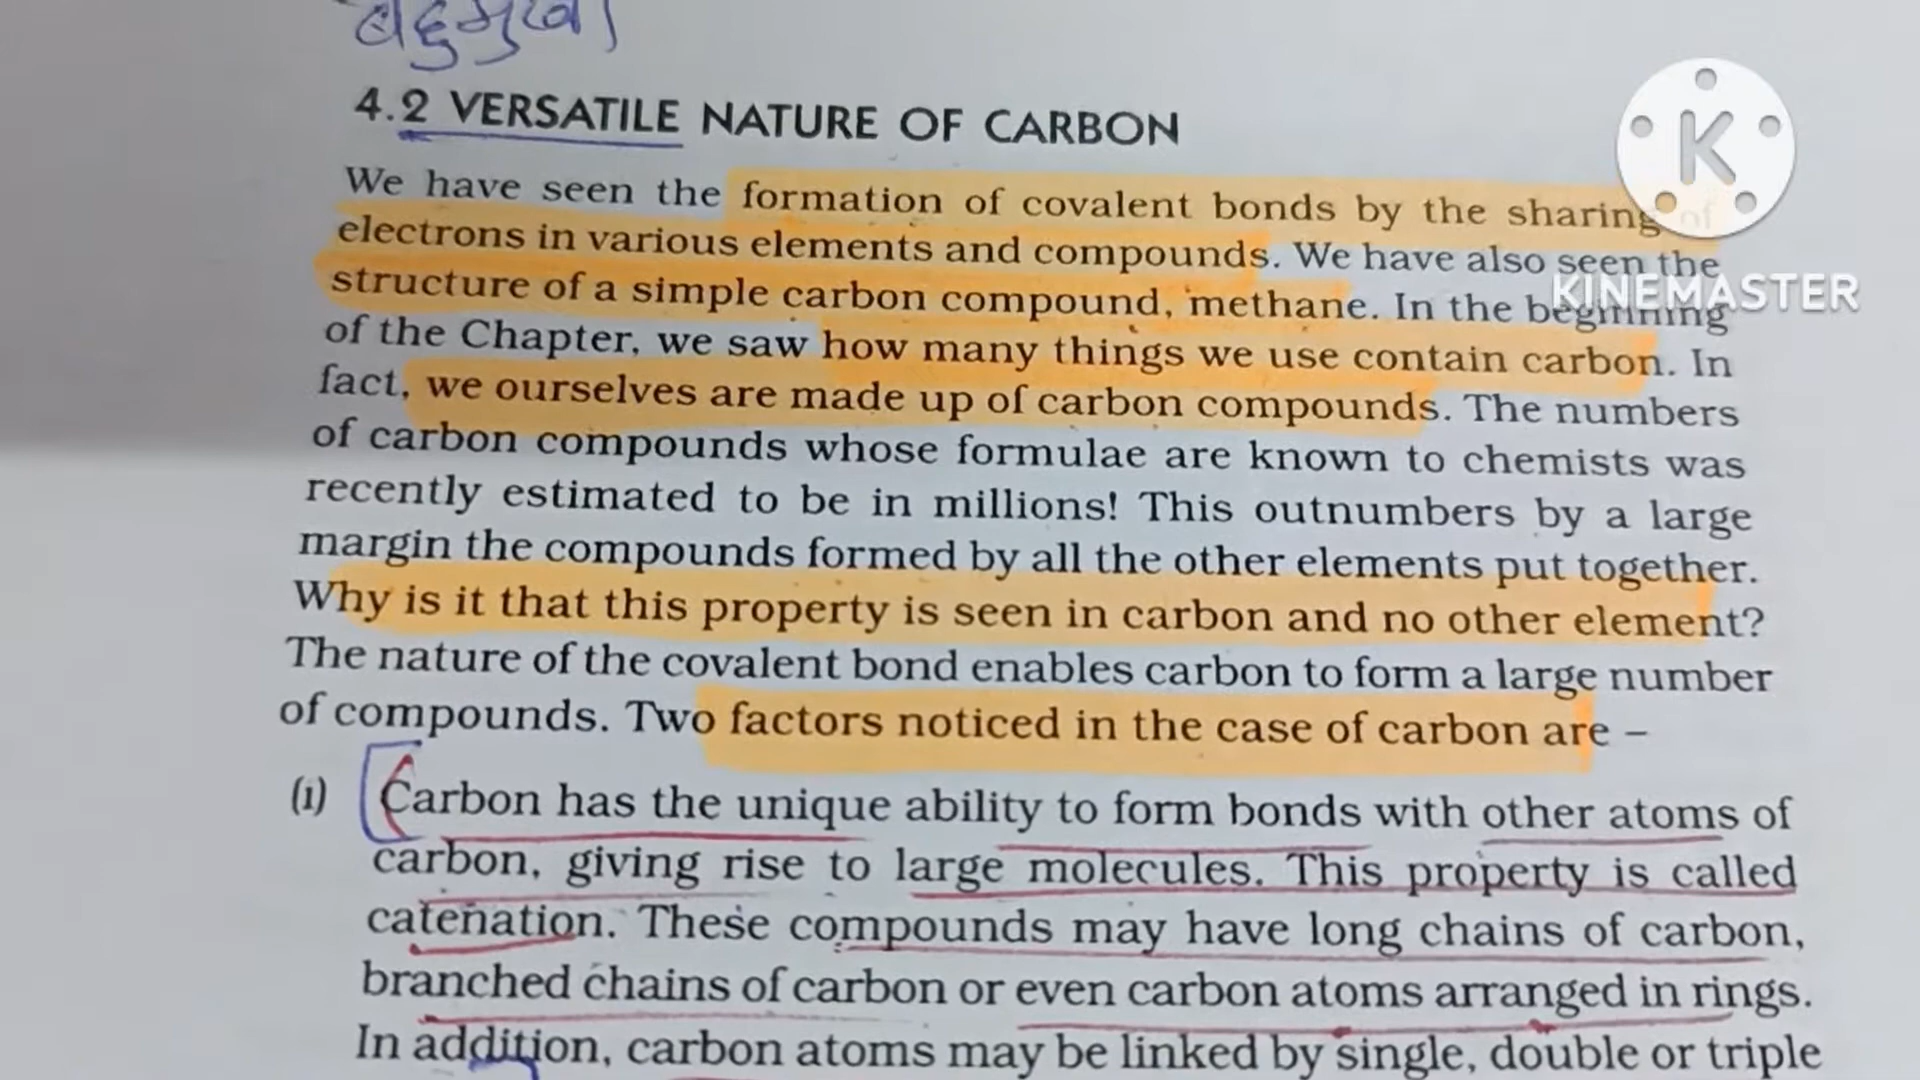 बहुमुखी
4.2 VERSATILE NATURE OF CARBON
We have seen the formation of covalent bonds by the sharing of
electrons in various elements and compounds. We have also seen the
structure of a simple carbon compound, methane. In the beginning
of the Chapter, we saw how many things we use contain carbon. In
fact, we ourselves are made up of carbon compounds. The numbers
of carbon compounds whose formulae are known to chemists was
recently estimated to be in millions! This outnumbers by a large
margin the compounds formed by all the other elements put together.
Why is it that this property is seen in carbon and no other element?
The nature of the covalent bond enables carbon to form a large number
of compounds. Two factors noticed in the case of carbon are –
(i) Carbon has the unique ability to form bonds with other atoms of
carbon, giving rise to large molecules. This property is called
catenation. These compounds may have long chains of carbon,
branched chains of carbon or even carbon atoms arranged in rings.
In addition, carbon atoms may be linked by single, double or triple
K
KINEMASTER